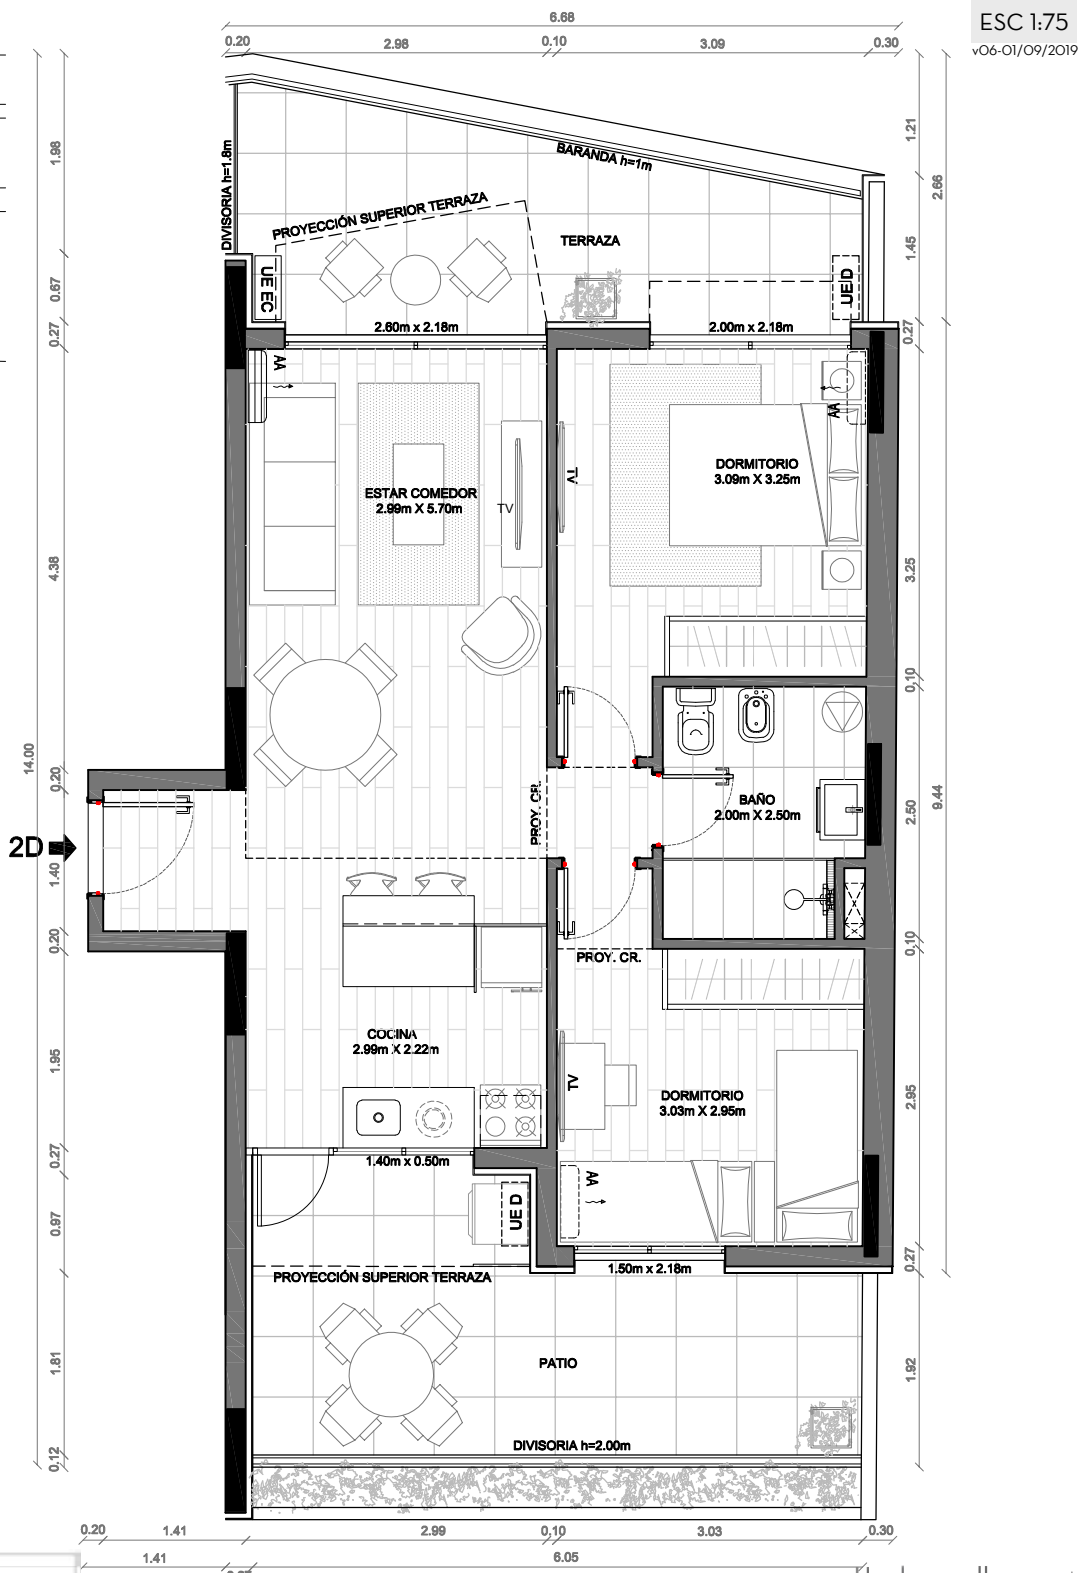 ESC 1:75
v06-01/09/2019
6.68
0.20
2.98
0.10
3.09
0.30
DIVISORIA h=1.8m
BARANDA h=1m
PROYECCIÓN SUPERIOR TERRAZA
TERRAZA
UE EC
UE D
2.60m x 2.18m
2.00m x 2.18m
AA
AA
TV
TV
ESTAR COMEDOR
2.99m X 5.70m
DORMITORIO
3.09m X 3.25m
PROY. CR.
BAÑO
2.00m X 2.50m
2D
PROY. CR.
COCINA
2.99m X 2.22m
TV
DORMITORIO
3.03m X 2.95m
1.40m x 0.50m
AA
UE D
1.50m x 2.18m
PROYECCIÓN SUPERIOR TERRAZA
PATIO
DIVISORIA h=2.00m
14.00
1.98
0.67
0.27
4.38
0.20
1.40
0.20
1.95
0.27
0.97
1.81
0.12
1.21
1.45
0.27
3.25
0.10
2.50
0.10
2.95
0.27
1.92
2.66
9.44
0.20
1.41
2.99
0.10
3.03
0.30
1.41
6.05